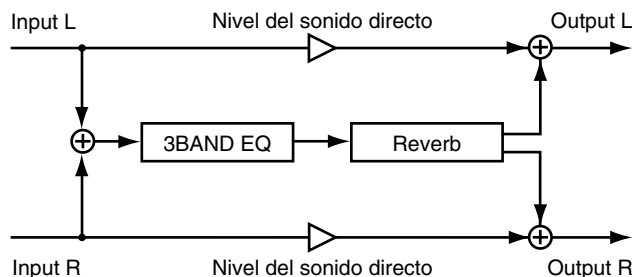 Input L
Nivel del sonido directo
Output L
3BAND EQ
Reverb
Input R
Nivel del sonido directo
Output R